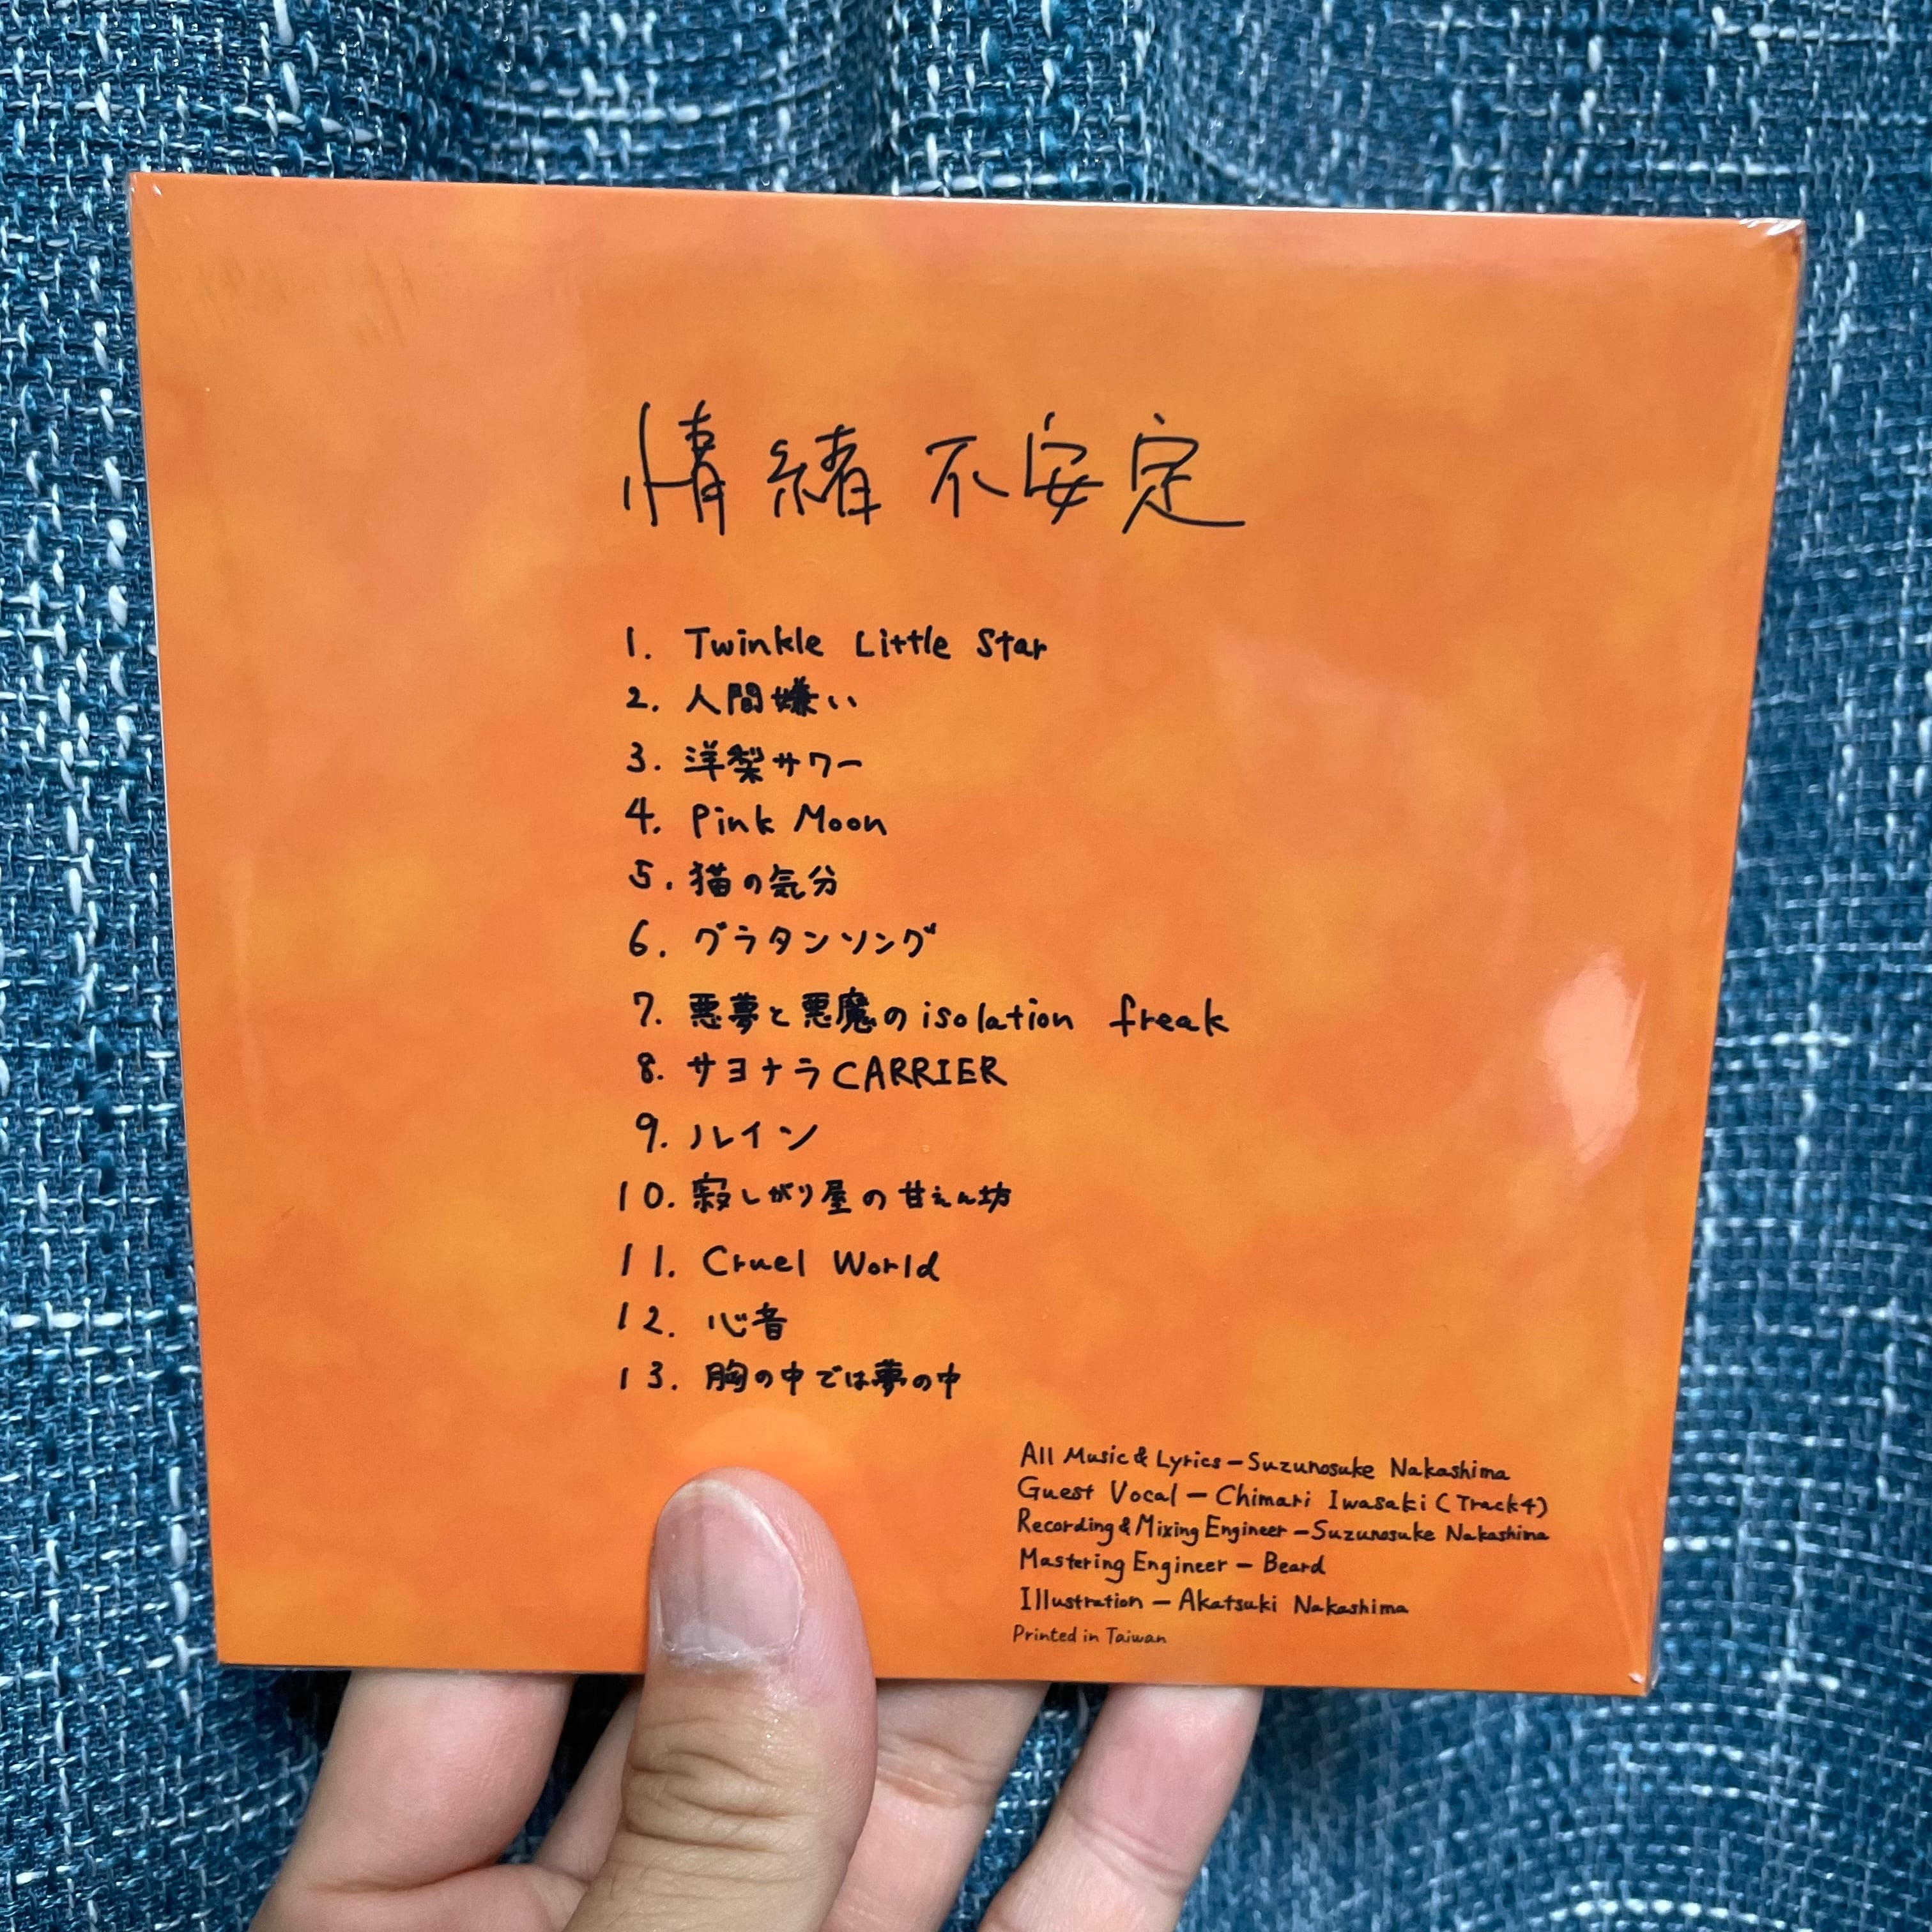 情緒不安定
1. Twinkle Little Star
2. 人間嫌い
3. 洋梨サワー
4. Pink Moon
5. 猫の気分
6. グラタンソング
7. 悪夢と悪魔のisolation freak
8. サヨナラCARRIER
9. ルイン
10. 寂しがり屋の甘えん坊
11. Cruel World
12. 心音
13. 胸の中では夢の中
All Music & Lyrics - Suzunosuke Nakashima
Guest Vocal - Chimari Iwasaki (Track4)
Recording & Mixing Engineer - Suzunosuke Nakashima
Mastering Engineer - Beard
Illustration - Akatsuki Nakashima
Printed in Taiwan